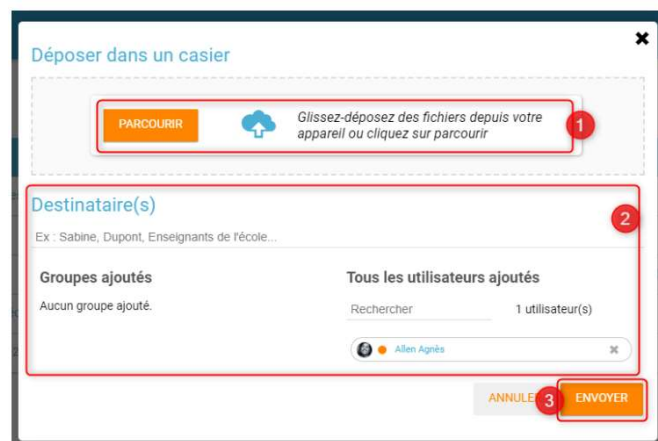 ✖
Déposer dans un casier
PARCOURIR
Glissez-déposez des fichiers depuis votre
appareil ou cliquez sur parcourir
1
Destinataire(s)
2
Ex : Sabine, Dupont, Enseignants de l'école...
Groupes ajoutés
Aucun groupe ajouté.
Tous les utilisateurs ajoutés
Rechercher
1 utilisateur(s)
Allen Agnès
ANNULE
3
ENVOYER